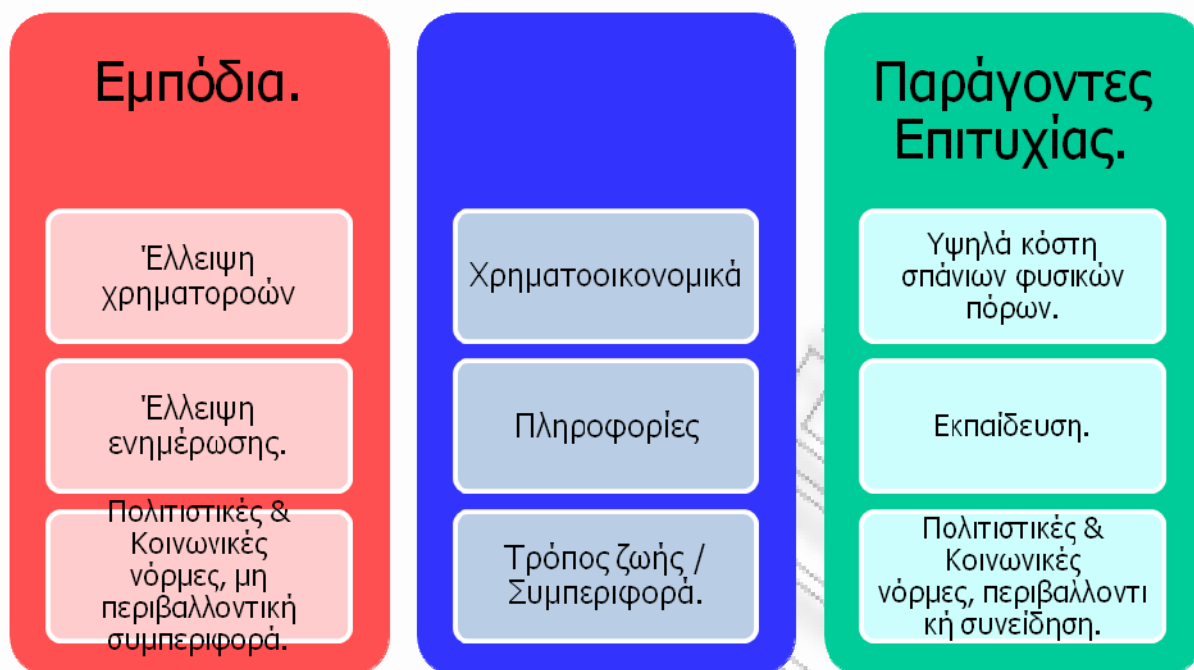 Εμπόδια.
Έλλειψη
χρηματοροών
Έλλειψη
ενημέρωσης.
Πολιτιστικές &
Κοινωνικές
νόρμες, μη
περιβαλλοντική
συμπεριφορά.
Χρηματοοικονομικά
Πληροφορίες
Τρόπος ζωής /
Συμπεριφορά.
Παράγοντες
Επιτυχίας.
Υψηλά κόστη
σπάνιων φυσικών
πόρων.
Εκπαίδευση.
Πολιτιστικές &
Κοινωνικές
νόρμες, περιβαλλοντι
κή συνείδηση.